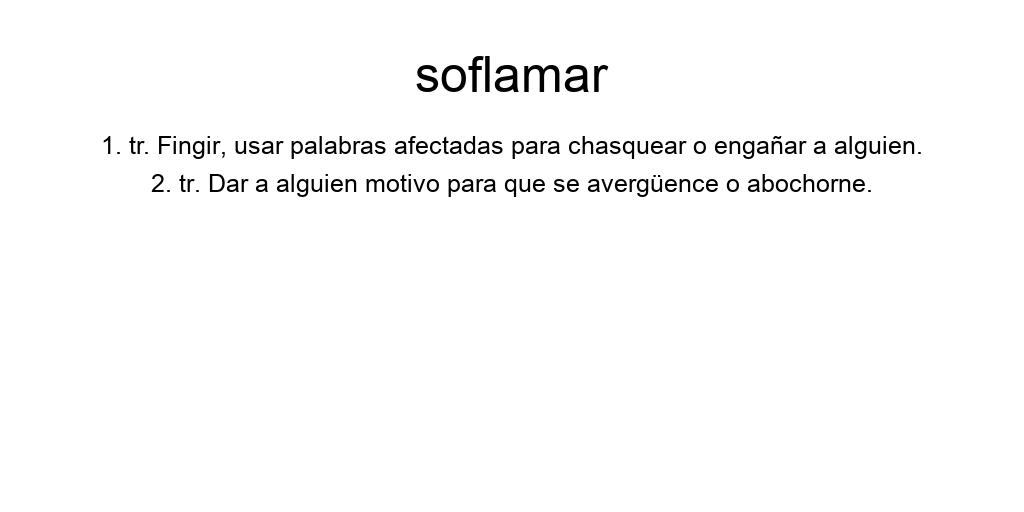 soflamar
1. tr. Fingir, usar palabras afectadas para chasquear o engañar a alguien.
2. tr. Dar a alguien motivo para que se avergüence o abochorne.